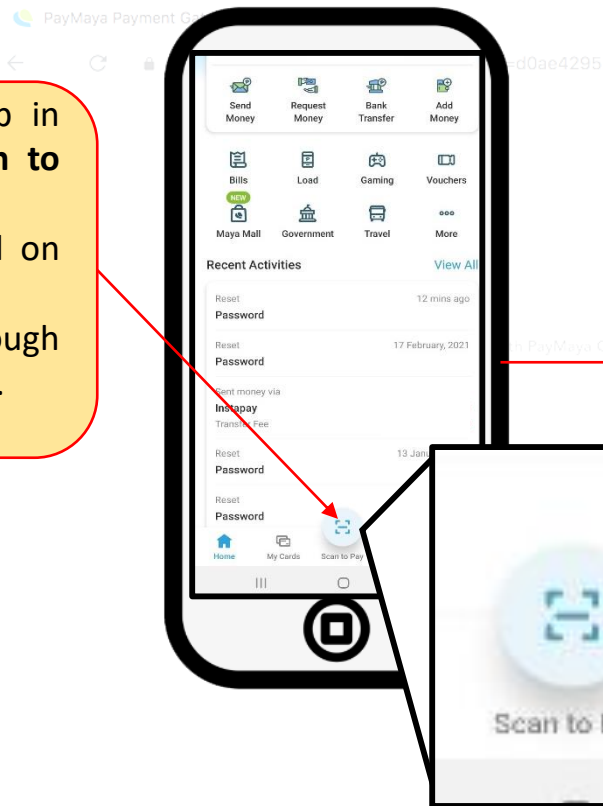 PayMaya Payment
d0ae4295
p in
n to
d on
ough
.
Send Money
Request Money
Bank Transfer
Add Money
Bills
Load
Gaming
Vouchers
NEW
Maya Mall
Government
Travel
More
Recent Activities
View All
Reset
12 mins ago
Password
Reset
17 February, 2021
Password
Sent money via
Instapay
Transfer Fee
Reset
13
Password
Reset
Password
Home
My Cards
Scan to Pay
PayMaya
Scan to